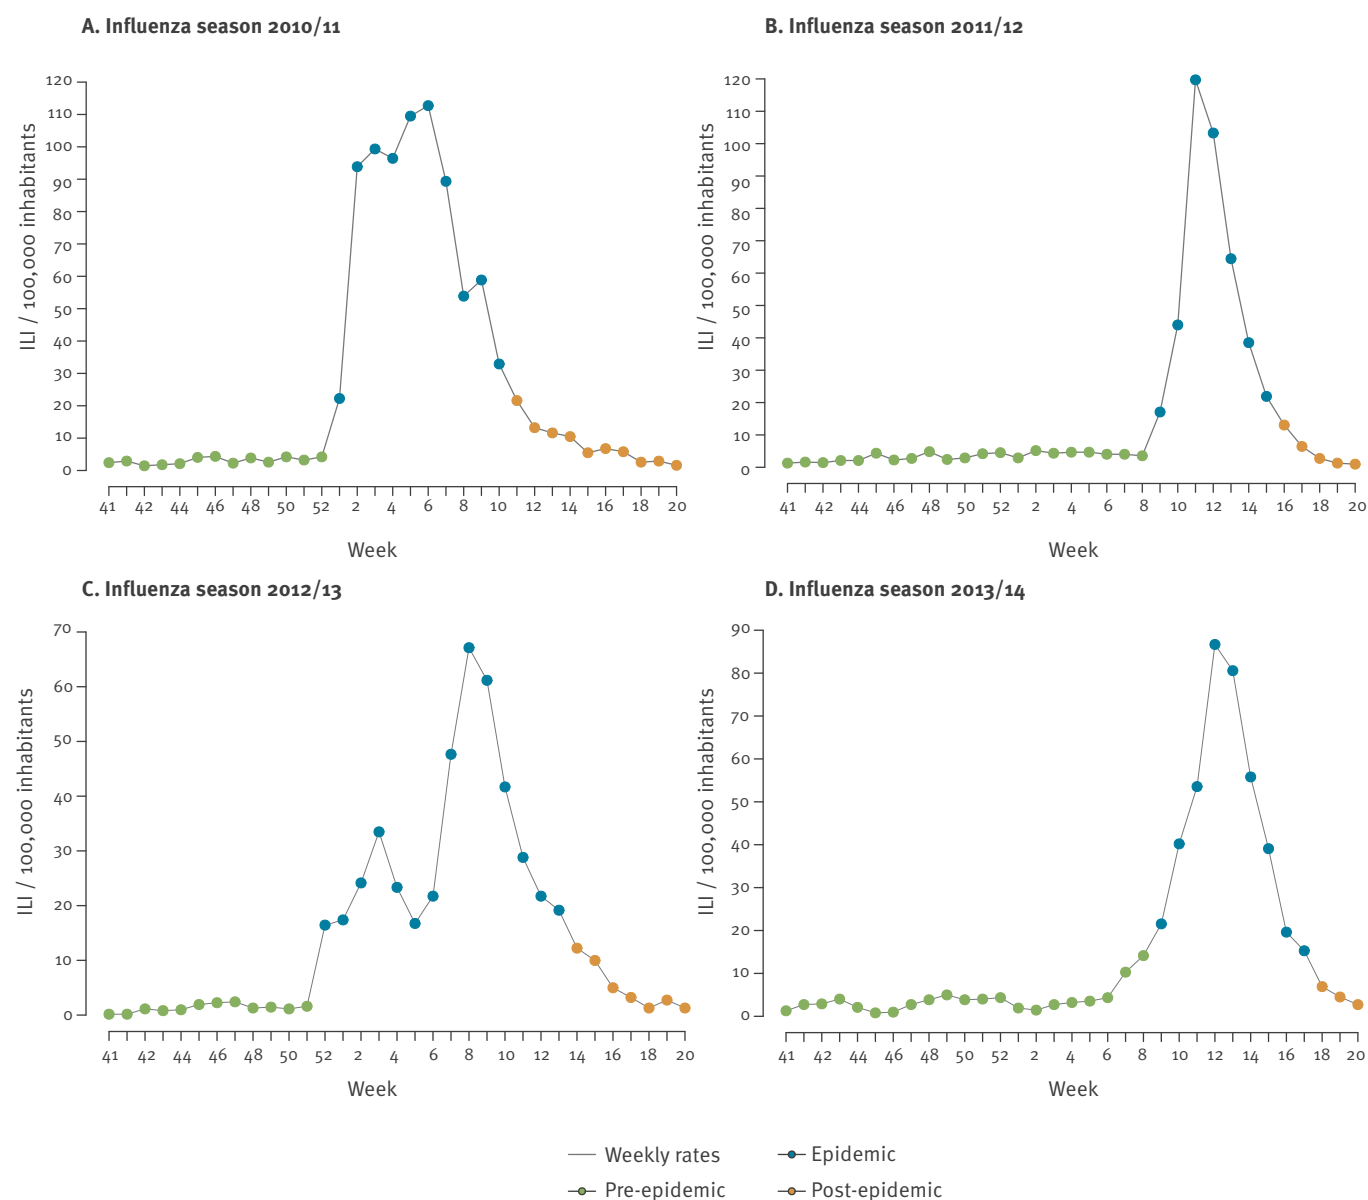 A. Influenza season 2010/11
ILI / 100,000 inhabitants
120
110
100
90
80
70
60
50
40
30
20
10
0
41 42 44 46 48 50 52 2 4 6 8 10 12 14 16 18 20
Week
B. Influenza season 2011/12
ILI / 100,000 inhabitants
120
110
100
90
80
70
60
50
40
30
20
10
0
41 42 44 46 48 50 52 2 4 6 8 10 12 14 16 18 20
Week
C. Influenza season 2012/13
ILI / 100,000 inhabitants
70
60
50
40
30
20
10
0
41 42 44 46 48 50 52 2 4 6 8 10 12 14 16 18 20
Week
D. Influenza season 2013/14
ILI / 100,000 inhabitants
90
80
70
60
50
40
30
20
10
0
41 42 44 46 48 50 52 2 4 6 8 10 12 14 16 18 20
Week
Weekly rates
Epidemic
Pre-epidemic
Post-epidemic